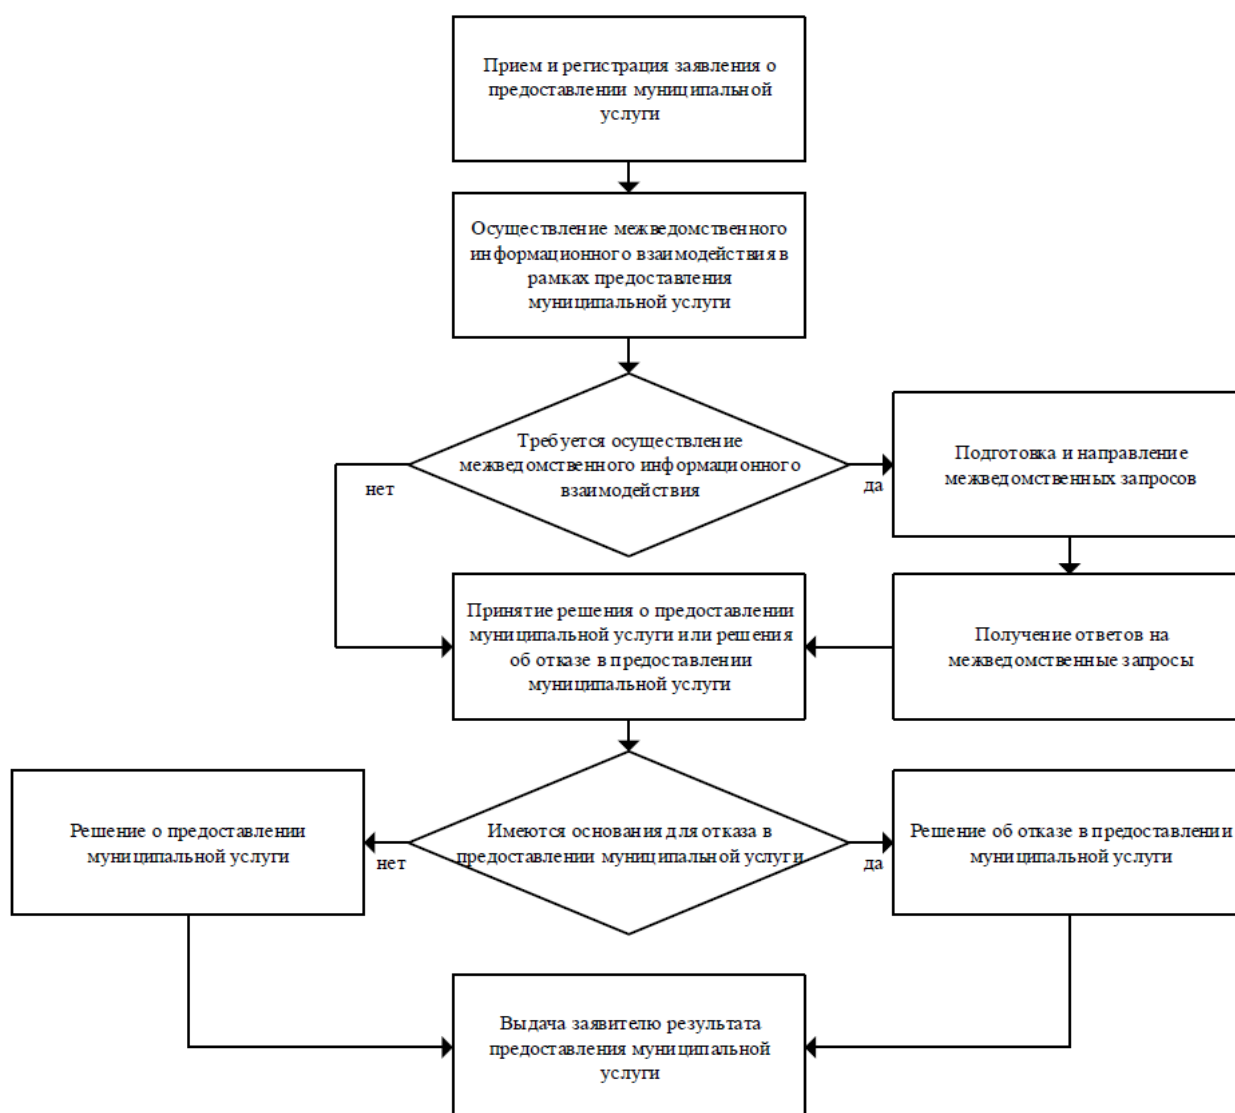 Прием и регистрация заявления о
предоставлении муниципальной
услуги
Осуществление межведомственного
информационного взаимодействия в
рамках предоставления
муниципальной услуги
Требуется осуществление
межведомственного информационного
взаимодействия
нет
да
Подготовка и направление
межведомственных запросов
Принятие решения о предоставлении
муниципальной услуги или решения
об отказе в предоставлении
муниципальной услуги
Получение ответов на
межведомственные запросы
Решение о предоставлении
муниципальной услуги
нет
Имеются основания для отказа в
предоставлении муниципальной услуги
да
Решение об отказе в предоставлении
муниципальной услуги
Выдача заявителю результата
предоставления муниципальной
услуги